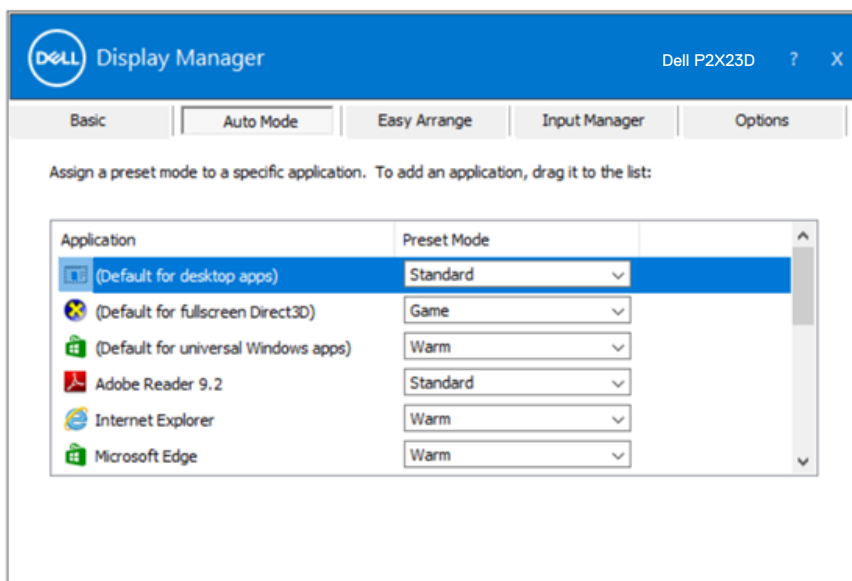 DELL Display Manager Dell P2X23D ? X
Basic Auto Mode Easy Arrange Input Manager Options
Assign a preset mode to a specific application. To add an application, drag it to the list:
Application Preset Mode
(Default for desktop apps) Standard
(Default for fullscreen Direct3D) Game
(Default for universal Windows apps) Warm
Adobe Reader 9.2 Standard
Internet Explorer Warm
Microsoft Edge Warm